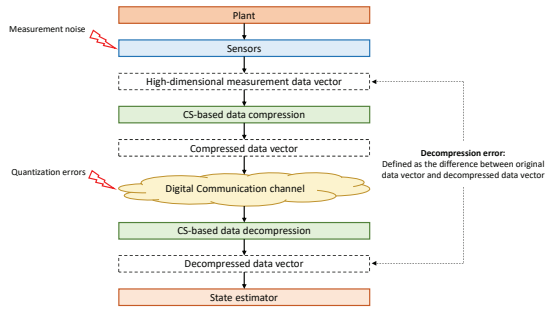 Plant
Measurement noise
Sensors
High-dimensional measurement data vector
CS-based data compression
Compressed data vector
Decompression error:
Defined as the difference between original
data vector and decompressed data vector
Quantization errors
Digital Communication channel
CS-based data decompression
Decompressed data vector
State estimator